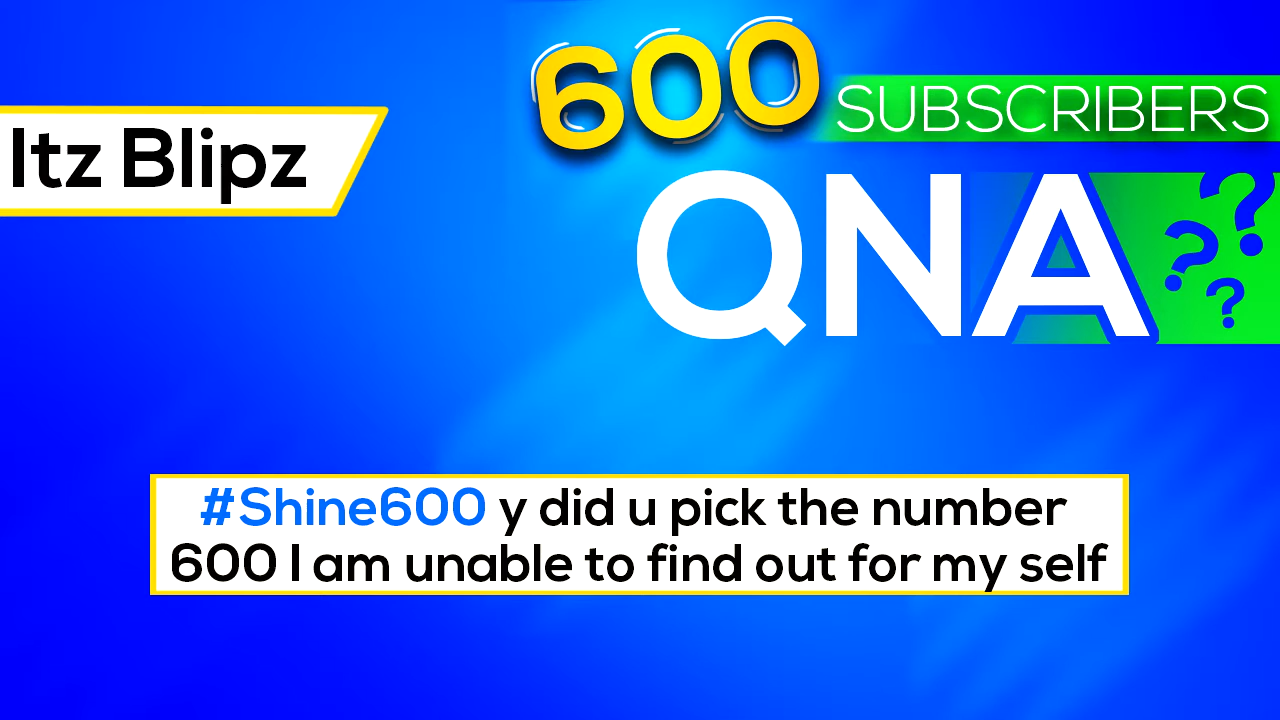 600 SUBSCRIBERS
Itz Blipz
QNA ???
#Shine600 y did u pick the number
600 I am unable to find out for my self